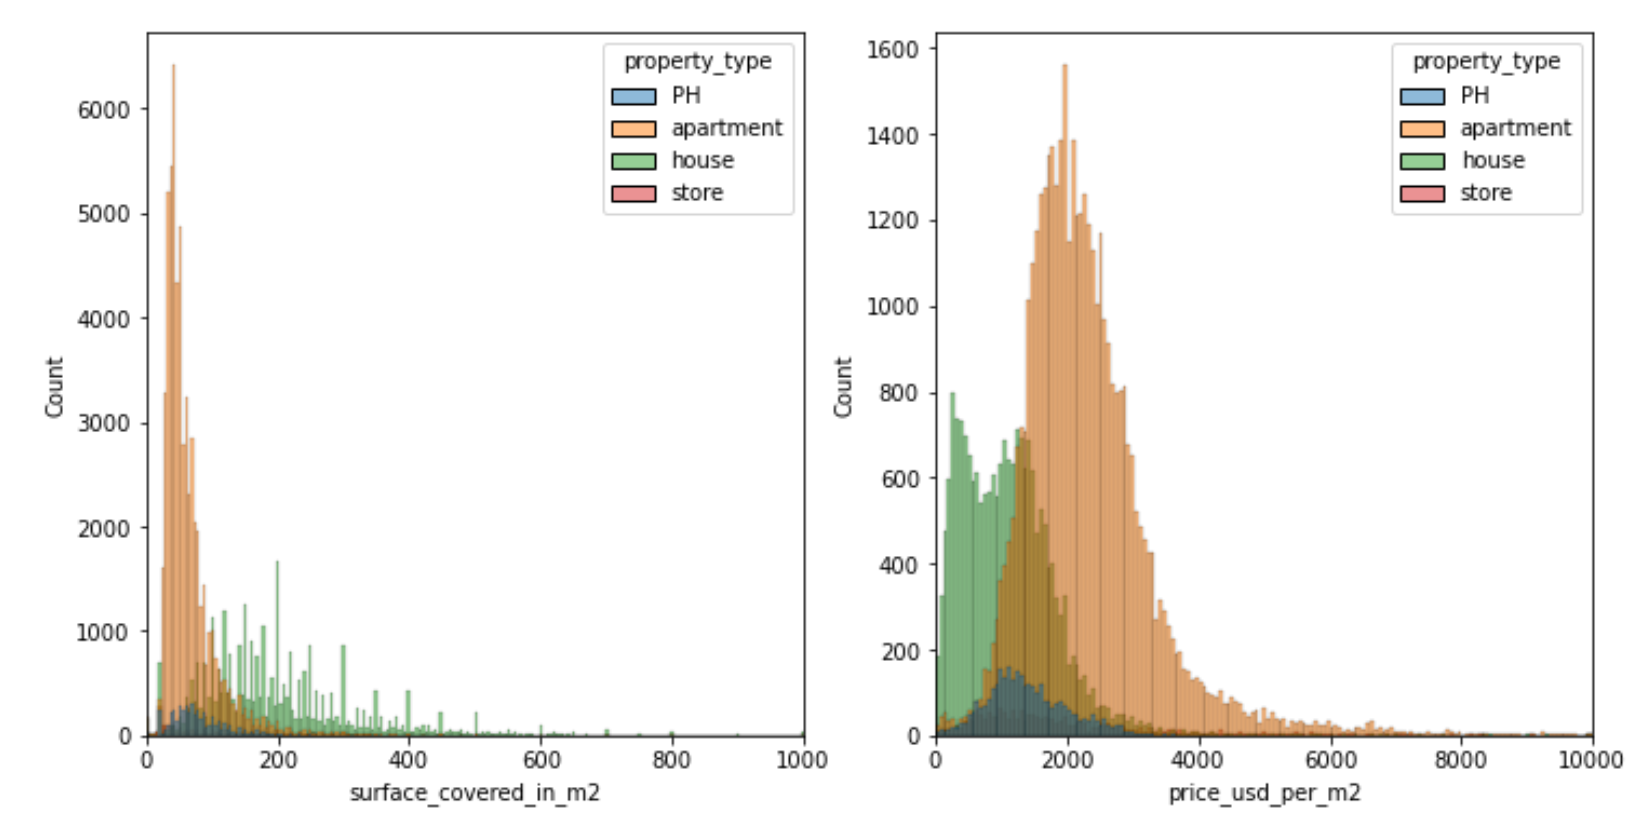 property_type
PH
apartment
house
store
6000
5000
4000
3000
2000
1000
0
Count
0 200 400 600 800 1000
surface_covered_in_m2
property_type
PH
apartment
house
store
1600
1400
1200
1000
800
600
400
200
0
Count
0 2000 4000 6000 8000 10000
price_usd_per_m2